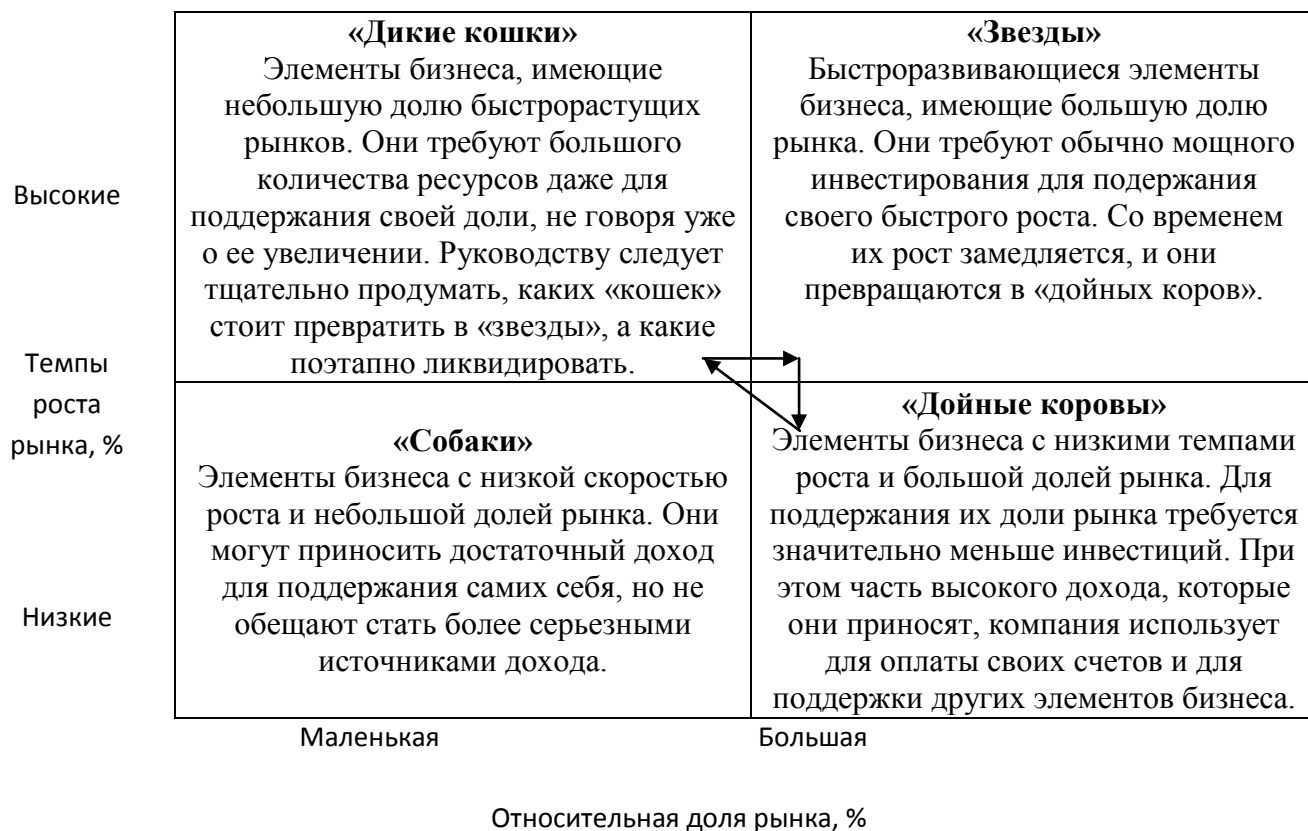 «Дикие кошки»
Элементы бизнеса, имеющие
небольшую долю быстрорастущих
рынков. Они требуют большого
количества ресурсов даже для
поддержания своей доли, не говоря уже
о ее увеличении. Руководству следует
тщательно продумать, каких «кошек»
стоит превратить в «звезды», а какие
поэтапно ликвидировать.
«Звезды»
Быстроразвивающиеся элементы
бизнеса, имеющие большую долю
рынка. Они требуют обычно мощного
инвестирования для подержания
своего быстрого роста. Со временем
их рост замедляется, и они
превращаются в «дойных коров».
Высокие
Темпы
роста
рынка, %
Низкие
«Собаки»
Элементы бизнеса с низкой скоростью
роста и небольшой долей рынка. Они
могут приносить достаточный доход
для поддержания самих себя, но не
обещают стать более серьезными
источниками дохода.
«Дойные коровы»
Элементы бизнеса с низкими темпами
роста и большой долей рынка. Для
поддержания их доли рынка требуется
значительно меньше инвестиций. При
этом часть высокого дохода, которые
они приносят, компания использует
для оплаты своих счетов и для
поддержки других элементов бизнеса.
Маленькая
Большая
Относительная доля рынка, %